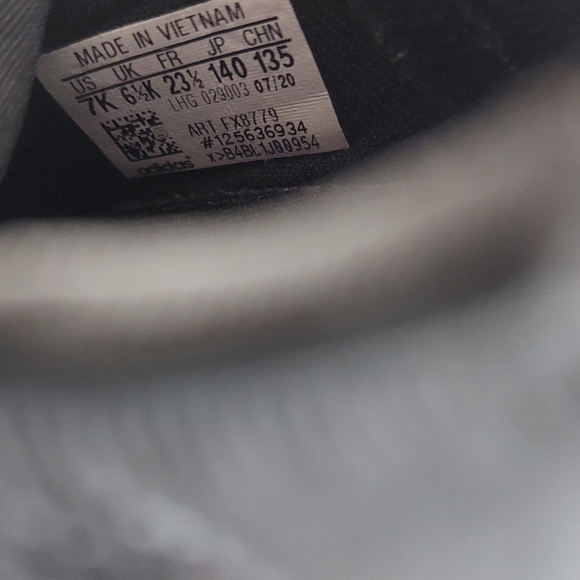 MADE IN VIETNAM
US UK FR JP CHN
7K 6½K 23½ 140 135
LHG 029003 07/20
ART FX8779
#125636934
x>B4BL1J00954
adidas